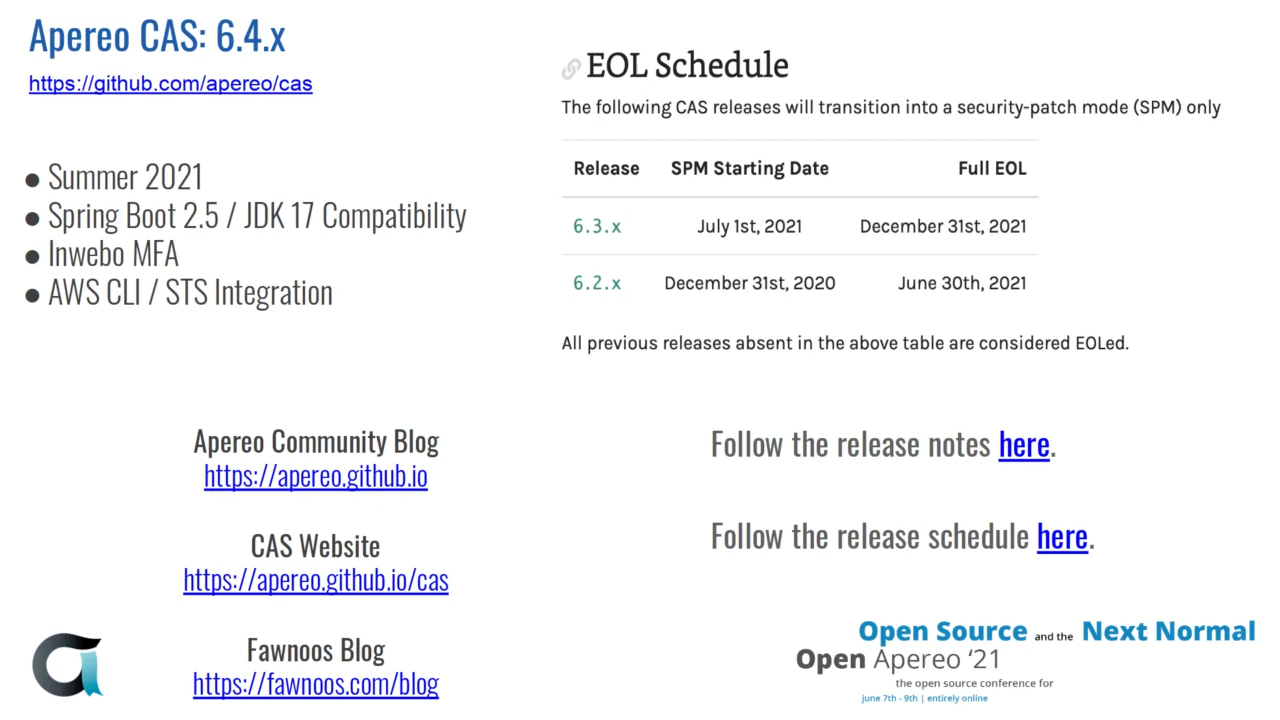 Apereo CAS: 6.4.x
https://github.com/apereo/cas
● Summer 2021
● Spring Boot 2.5 / JDK 17 Compatibility
● Inwebo MFA
● AWS CLI / STS Integration
EOL Schedule
The following CAS releases will transition into a security-patch mode (SPM) only
Release SPM Starting Date Full EOL
6.3.x July 1st, 2021 December 31st, 2021
6.2.x December 31st, 2020 June 30th, 2021
All previous releases absent in the above table are considered EOLed.
Apereo Community Blog
https://apereo.github.io
CAS Website
https://apereo.github.io/cas
Fawnoos Blog
https://fawnoos.com/blog
Follow the release notes here.
Follow the release schedule here.
Open Source and the Next Normal
Open Apereo ‘21
the open source conference for
june 7th - 9th | entirely online